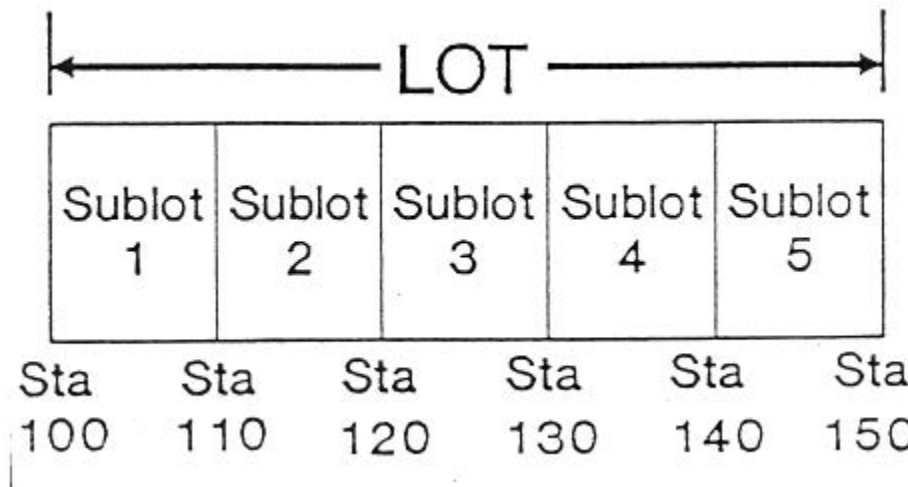 LOT
Sublot 1
Sublot 2
Sublot 3
Sublot 4
Sublot 5
Sta 100
Sta 110
Sta 120
Sta 130
Sta 140
Sta 150